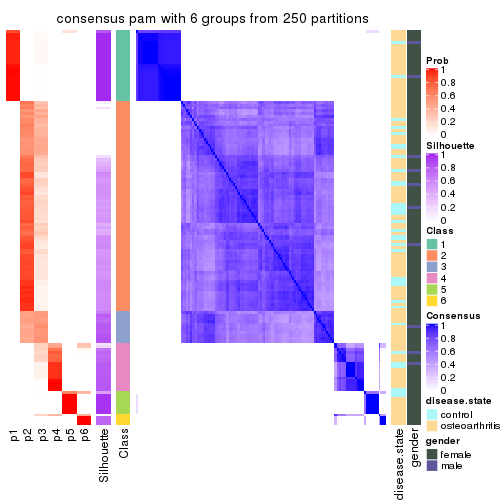 consensus pam with 6 groups from 250 partitions
Prob
1
0.8
0.6
0.4
0.2
0
Silhouette
1
0.8
0.6
0.4
0.2
0
Class
1
2
3
4
5
6
Consensus
1
0.8
0.6
0.4
0.2
0
disease.state
control
osteoarthritis
gender
female
male
p1
p2
p3
p4
p5
p6
Silhouette
Class
disease.state
gender